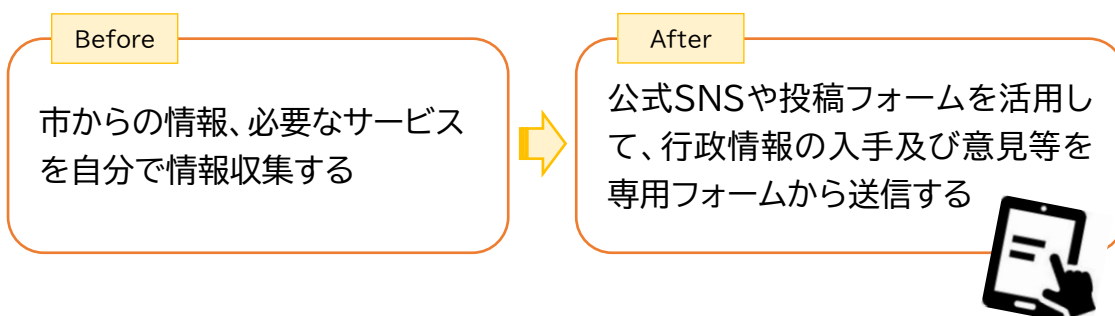 Before
市からの情報、必要なサービス
を自分で情報収集する
After
公式SNSや投稿フォームを活用し
て、行政情報の入手及び意見等を
専用フォームから送信する